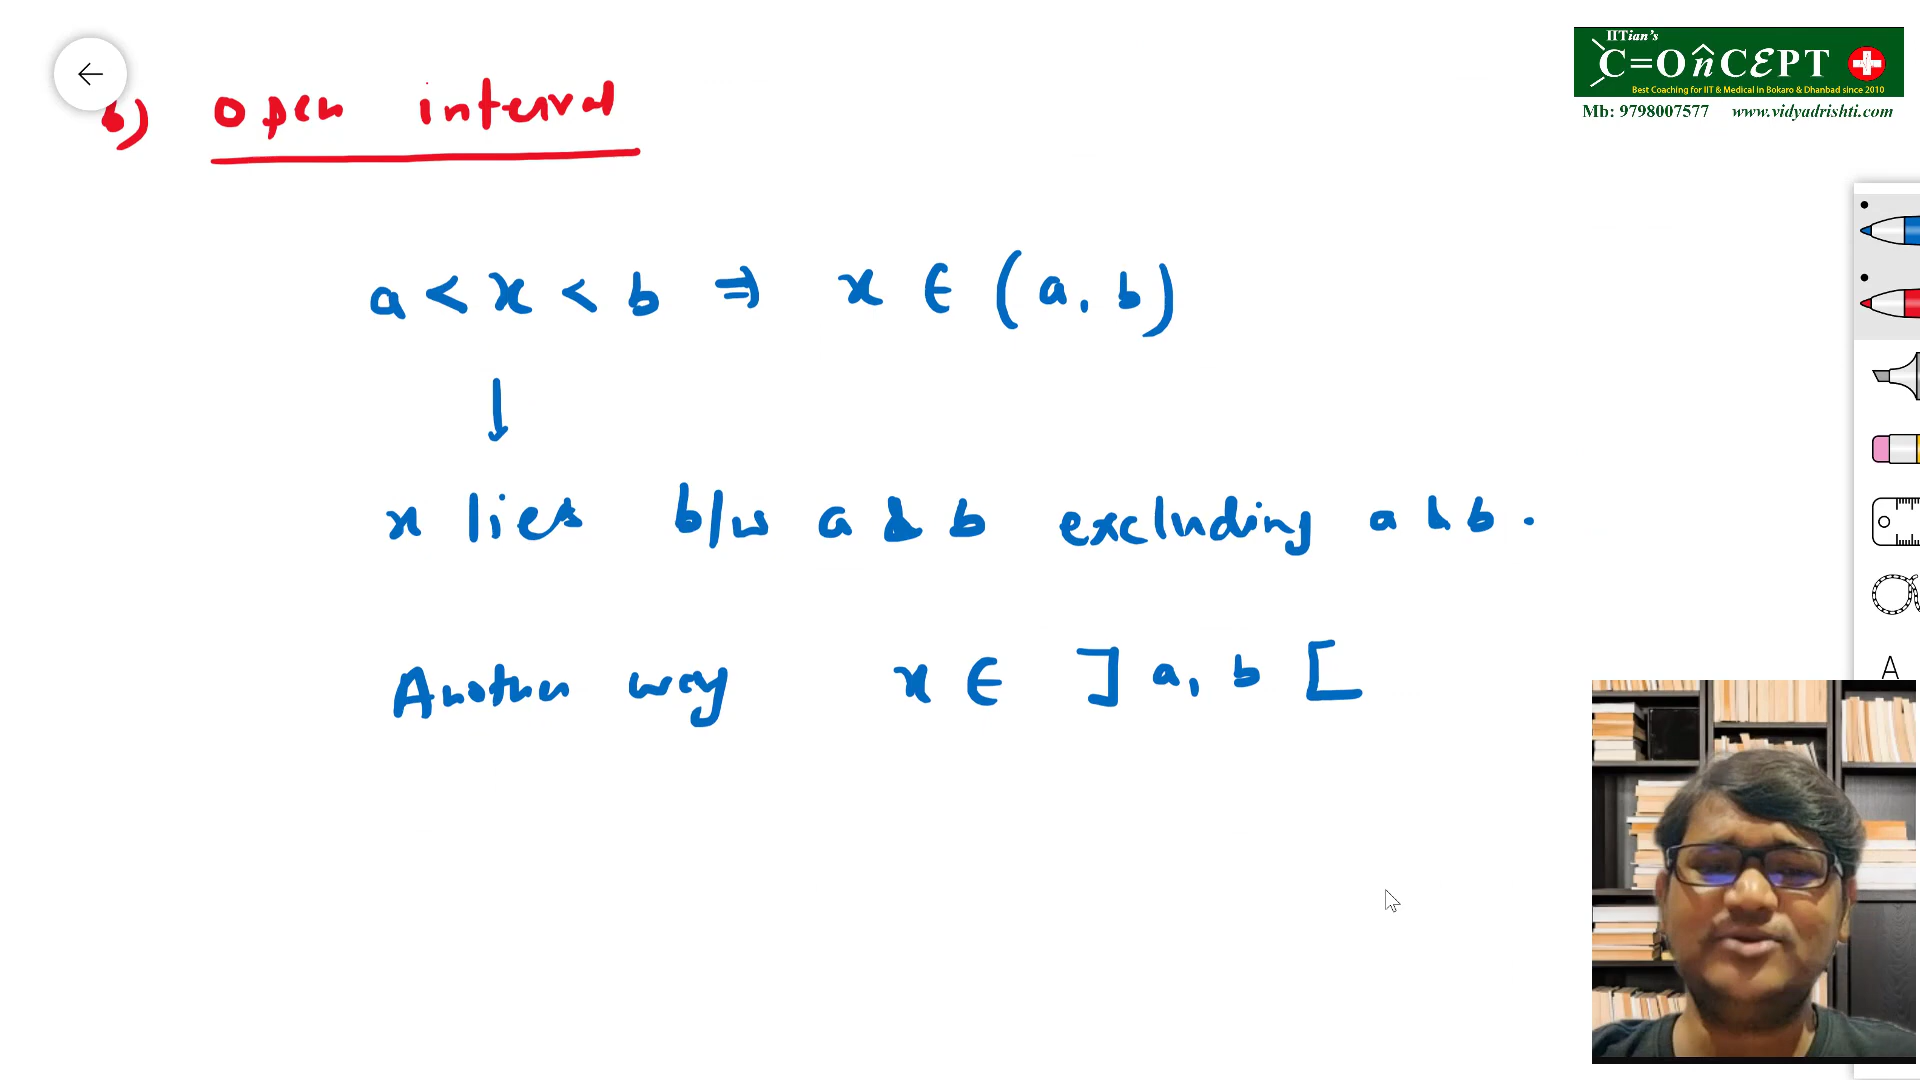 IITian's
C=OnCEPT
Best Coaching for IIT & Medical in Bokaro & Dhanbad since 2010
Mb: 9798007577 www.vidyadrishti.com
b) open interval
a < x < b ⇒ x ∈ (a, b)
↓
x lies b/w a & b excluding a & b.
Another way x ∈ ]a, b[
A